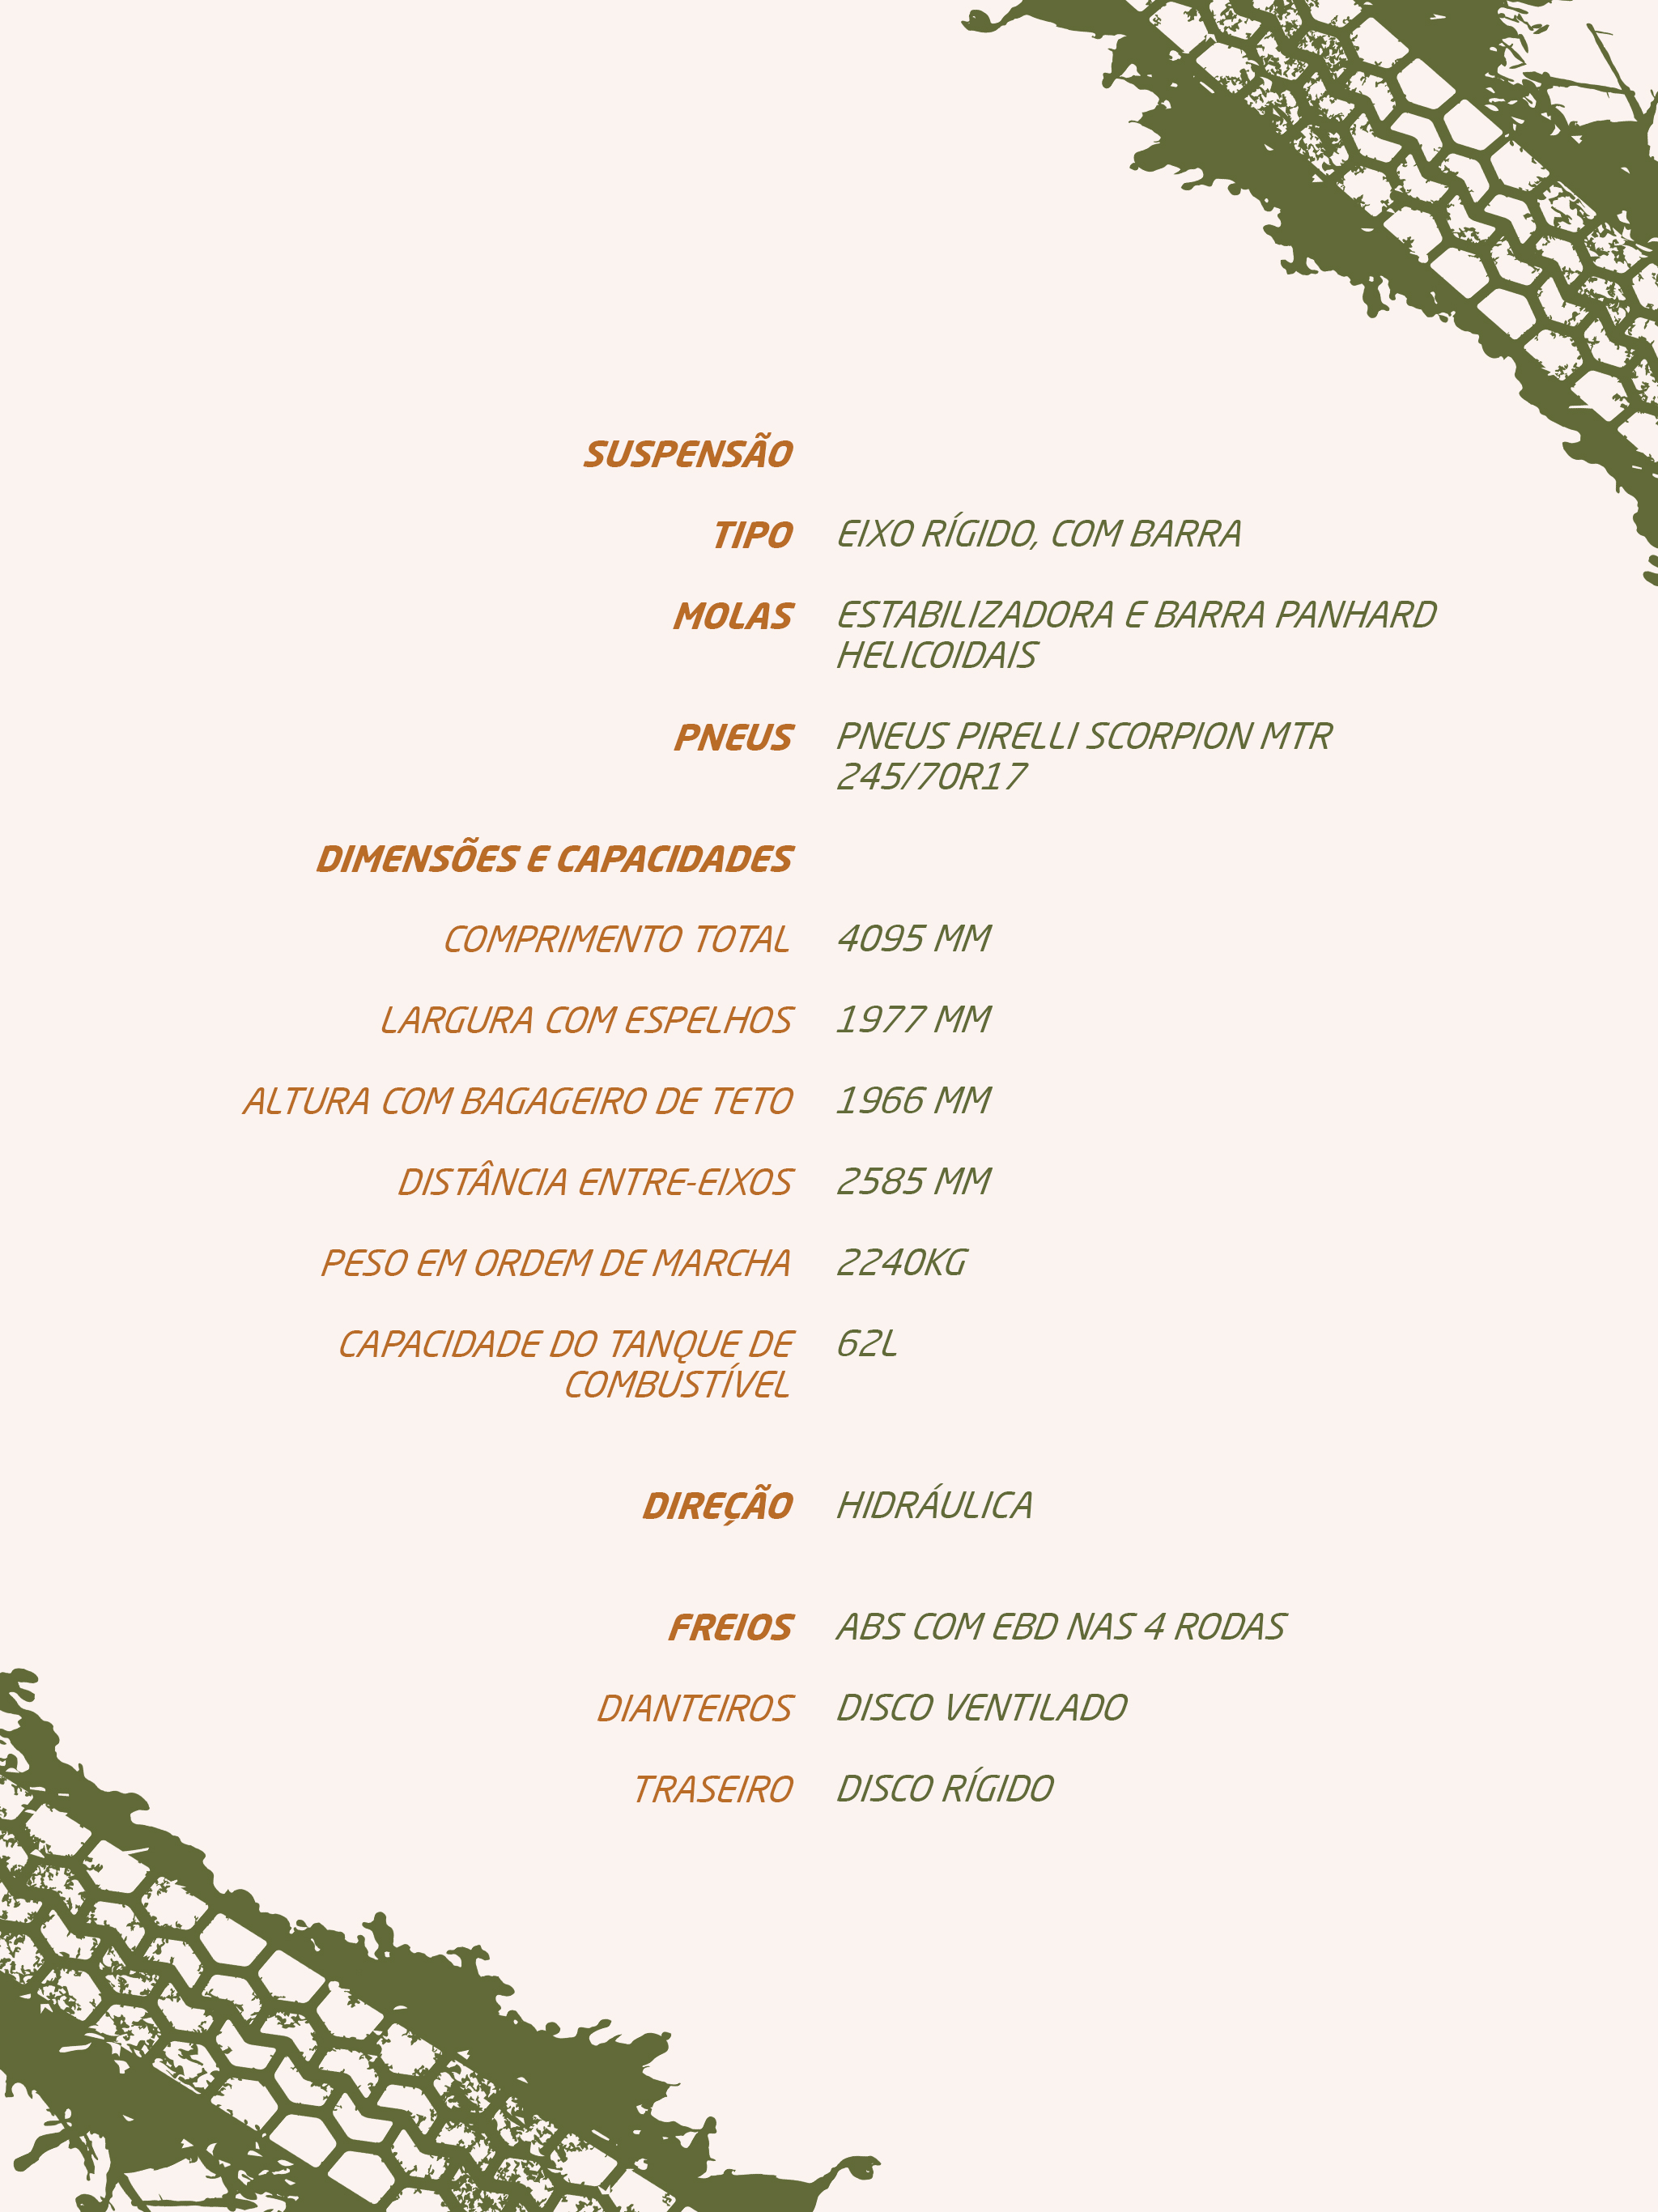 SUSPENSÃO
TIPO EIXO RÍGIDO, COM BARRA
MOLAS ESTABILIZADORA E BARRA PANHARD
HELICOIDAIS
PNEUS PNEUS PIRELLI SCORPION MTR
245/70R17
DIMENSÕES E CAPACIDADES
COMPRIMENTO TOTAL 4095 MM
LARGURA COM ESPELHOS 1977 MM
ALTURA COM BAGAGEIRO DE TETO 1966 MM
DISTÂNCIA ENTRE-EIXOS 2585 MM
PESO EM ORDEM DE MARCHA 2240KG
CAPACIDADE DO TANQUE DE 62L
COMBUSTÍVEL
DIREÇÃO HIDRÁULICA
FREIOS ABS COM EBD NAS 4 RODAS
DIANTEIROS DISCO VENTILADO
TRASEIRO DISCO RÍGIDO